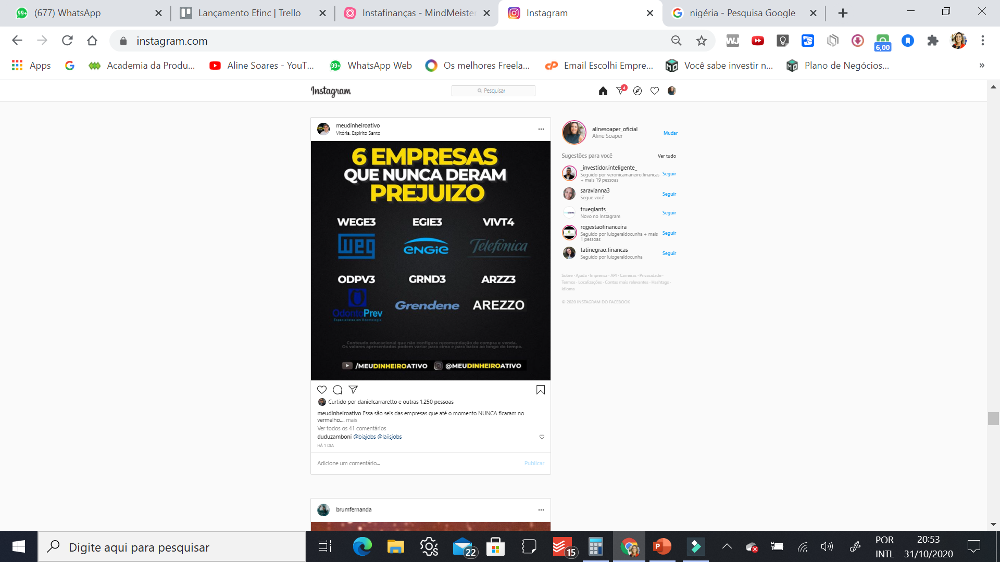 (677) WhatsApp
Lançamento Efinc | Trello
Instafinanças - MindMeister
Instagram
nigéria - Pesquisa Google
instagram.com
6,00
Apps
Academia da Produ...
Aline Soares - YouT...
WhatsApp Web
Os melhores Freela...
Email Escolhi Empre...
Você sabe investir n...
Plano de Negócios...
Instagram
Pesquisar
4
meudinheiroativo
Vitória, Espírito Santo
6 EMPRESAS
QUE NUNCA DERAM
PREJUIZO
WEGE3 EGIE3 VIVT4
weg ENGIE Telefónica
ODPV3 GRND3 ARZZ3
OdontoPrev Grendene AREZZO
Especialistas em Odontologia
Conteudo educacional que não configura recomendação de compra e venda.
Os valores apresentados podem variar para cima e para baixo ao longo do tempo.
/MEUDINHEIROATIVO @MEUDINHEIROATIVO
Curtido por danielcarraretto e outras 1.250 pessoas
meudinheiroativo Essa são seis das empresas que até o momento NUNCA ficaram no
vermelho.... mais
Ver todos os 41 comentários
duduzamboni @biajobs @laiisjobs
HÁ 1 DIA
Adicione um comentário... Publicar
brumfernanda
alinesoaper_oficial
Aline Soaper
Mudar
Sugestões para você Ver tudo
_investidor.inteligente_
Seguido por veronicamaneiro.financas
+ mais 19 pessoas
Seguir
saravianna3
Segue você
Seguir
truegiants_
Novo no Instagram
Seguir
rqgestaofinanceira
Seguido por luizgeraldocunha + mais
1 pessoas
Seguir
tatinegrao.financas
Seguido por luizgeraldocunha
Seguir
Sobre · Ajuda · Imprensa · API · Carreiras · Privacidade ·
Termos · Localizações · Contas mais relevantes · Hashtags ·
Idioma
© 2020 INSTAGRAM DO FACEBOOK
Digite aqui para pesquisar
22
15
POR
INTL
20:53
31/10/2020